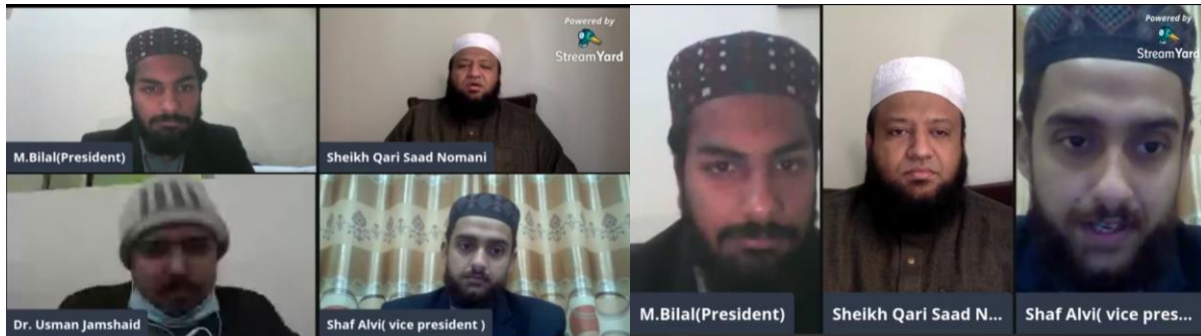 Powered by
StreamYard
M.Bilal(President)
Sheikh Qari Saad Nomani
Dr. Usman Jamshaid
Shaf Alvi( vice president )
Powered by
StreamYard
M.Bilal(President)
Sheikh Qari Saad N...
Shaf Alvi( vice pres...